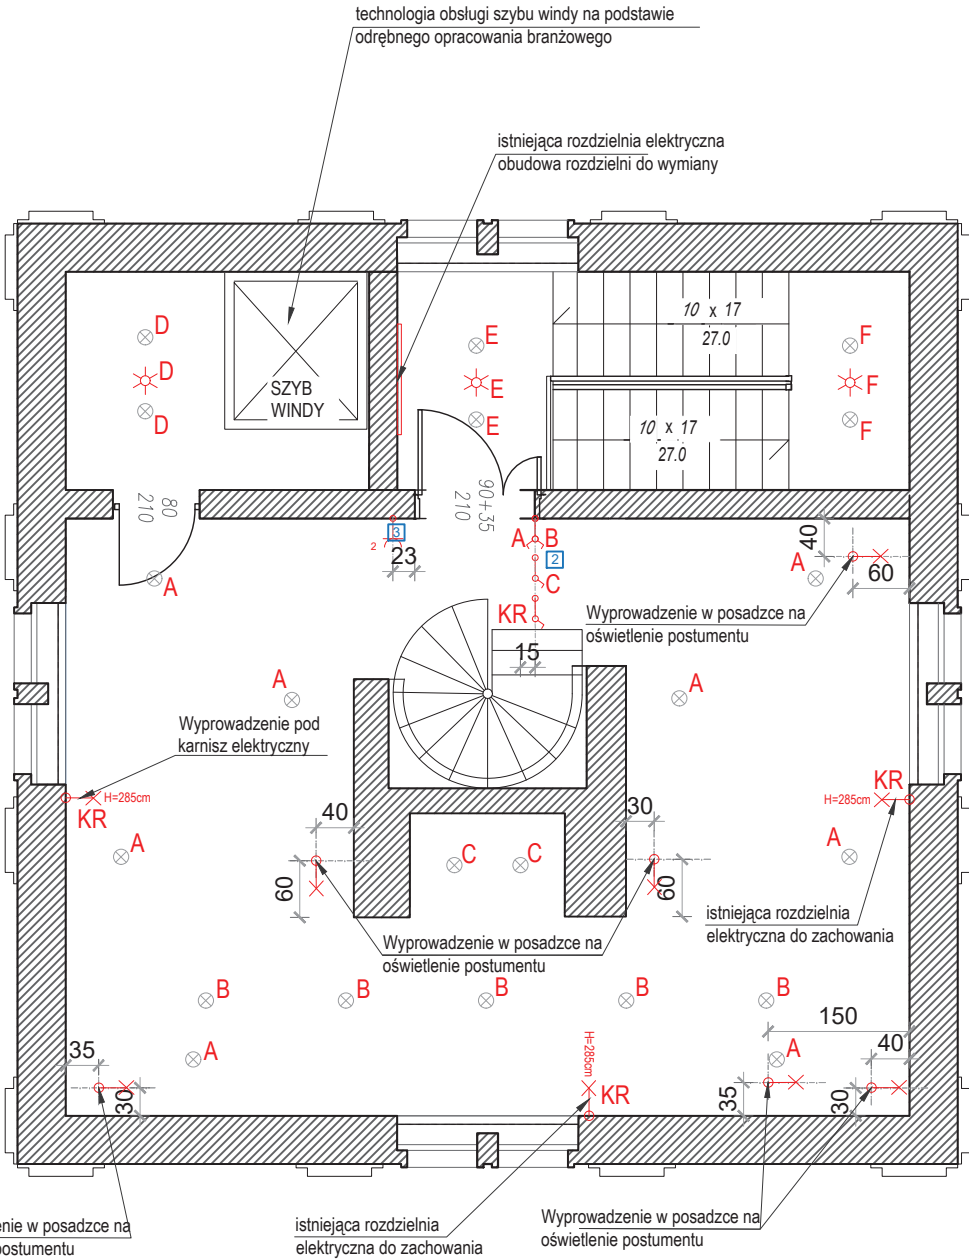 technologia obsługi szybu windy na podstawie
odrębnego opracowania branżowego
istniejąca rozdzielnia elektryczna
obudowa rozdzielni do wymiany
10 x 17
27.0
D
E
F
D
SZYB
WINDY
E
F
D
E
F
10 x 17
27.0
80
210
90+35
210
3
2
23
A
B
2
C
KR
15
40
60
A
A
Wyprowadzenie w posadzce na
oświetlenie postumentu
A
A
Wyprowadzenie pod
karnisz elektryczny
H=285cm
KR
KR
H=285cm
40
30
A
A
60
C
C
60
istniejąca rozdzielnia
elektryczna do zachowania
Wyprowadzenie w posadzce na
oświetlenie postumentu
B
B
B
B
B
150
35
A
A
40
30
H=285cm
KR
35
30
enie w posadzce na
ostumentu
istniejąca rozdzielnia
elektryczna do zachowania
Wyprowadzenie w posadzce na
oświetlenie postumentu